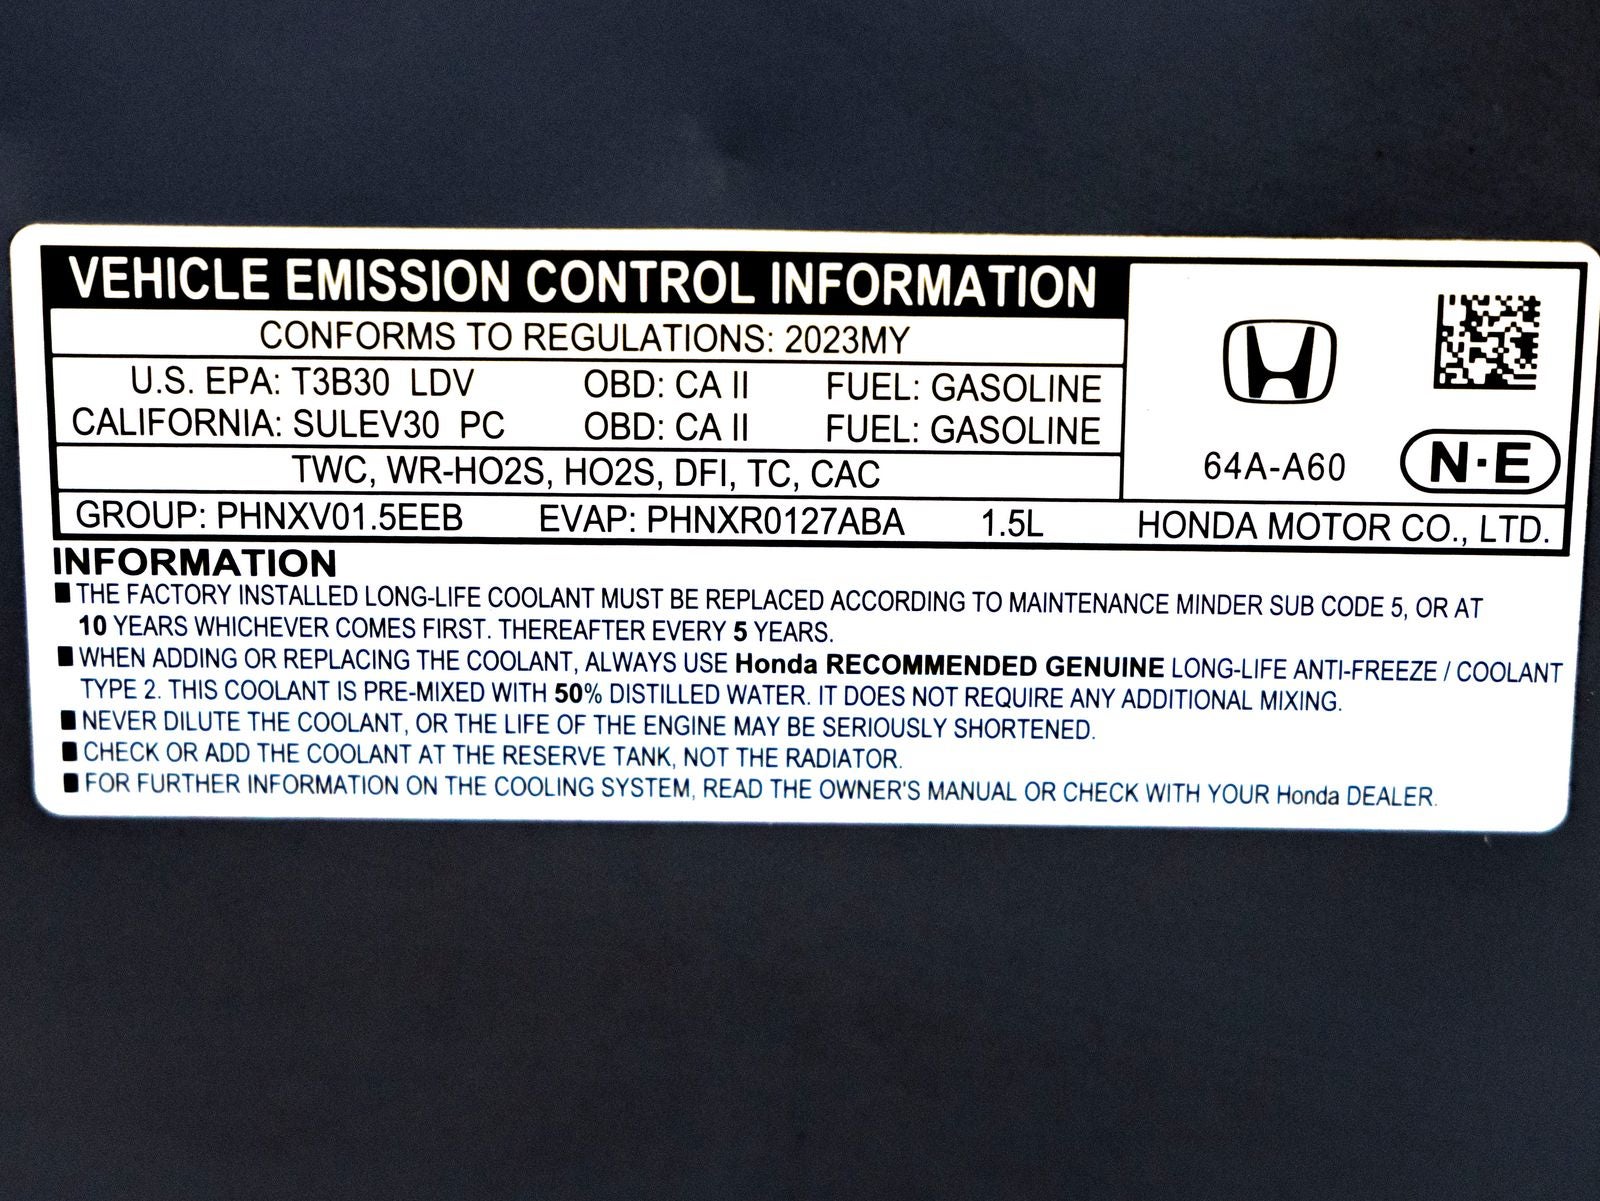 VEHICLE EMISSION CONTROL INFORMATION
CONFORMS TO REGULATIONS: 2023MY
U.S. EPA: T3B30 LDV OBD: CA II FUEL: GASOLINE
CALIFORNIA: SULEV30 PC OBD: CA II FUEL: GASOLINE
64A-A60 N·E
TWC, WR-HO2S, HO2S, DFI, TC, CAC
GROUP: PHNXV01.5EEB EVAP: PHNXR0127ABA 1.5L HONDA MOTOR CO., LTD.
INFORMATION
■ THE FACTORY INSTALLED LONG-LIFE COOLANT MUST BE REPLACED ACCORDING TO MAINTENANCE MINDER SUB CODE 5, OR AT
10 YEARS WHICHEVER COMES FIRST. THEREAFTER EVERY 5 YEARS.
■ WHEN ADDING OR REPLACING THE COOLANT, ALWAYS USE Honda RECOMMENDED GENUINE LONG-LIFE ANTI-FREEZE / COOLANT
TYPE 2. THIS COOLANT IS PRE-MIXED WITH 50% DISTILLED WATER. IT DOES NOT REQUIRE ANY ADDITIONAL MIXING.
■ NEVER DILUTE THE COOLANT, OR THE LIFE OF THE ENGINE MAY BE SERIOUSLY SHORTENED.
■ CHECK OR ADD THE COOLANT AT THE RESERVE TANK, NOT THE RADIATOR.
■ FOR FURTHER INFORMATION ON THE COOLING SYSTEM, READ THE OWNER'S MANUAL OR CHECK WITH YOUR Honda DEALER.